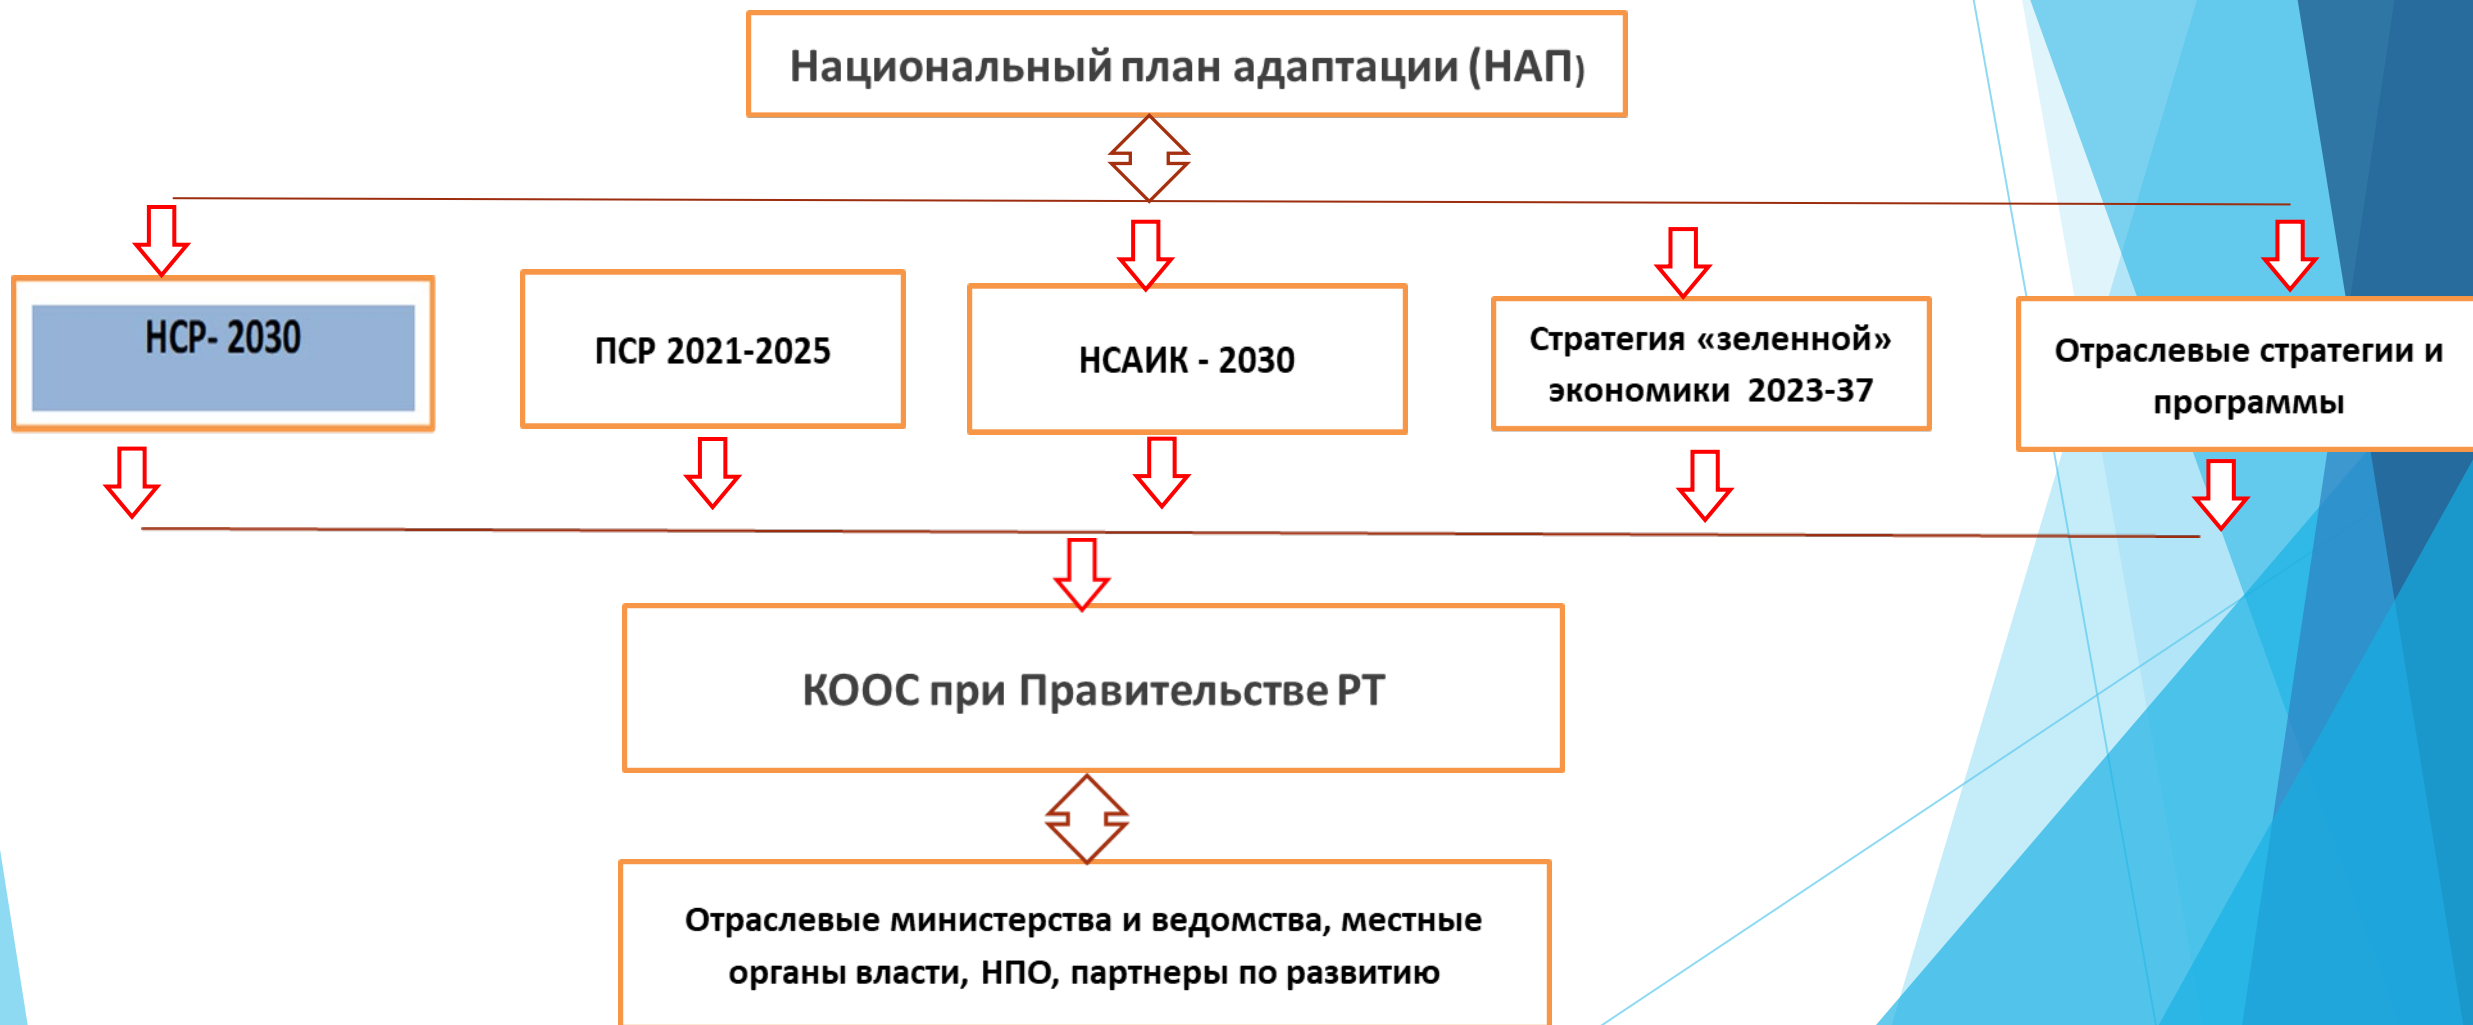 Национальный план адаптации (НАП)
НСР- 2030
ПСР 2021-2025
НСАИК - 2030
Стратегия «зеленной»
экономики 2023-37
Отраслевые стратегии и
программы
КООС при Правительстве РТ
Отраслевые министерства и ведомства, местные
органы власти, НПО, партнеры по развитию